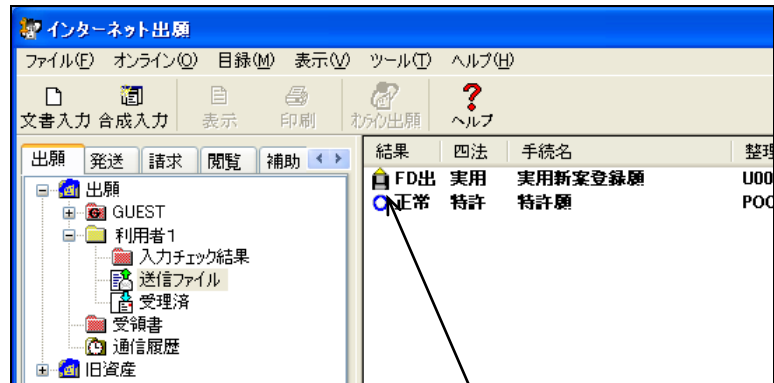 インターネット出願
ファイル(F) オンライン(O) 目録(M) 表示(V) ツール(T) ヘルプ(H)
文書入力 合成入力 表示 印刷 オンライン出願 ヘルプ
出願 発送 請求 閲覧 補助
結果 四法 手続名 整理
FD出 実用 実用新案登録願 U00
正常 特許 特許願
出願
GUEST
利用者1
入力チェック結果
送信ファイル
受理済
受領書
通信履歴
旧資産